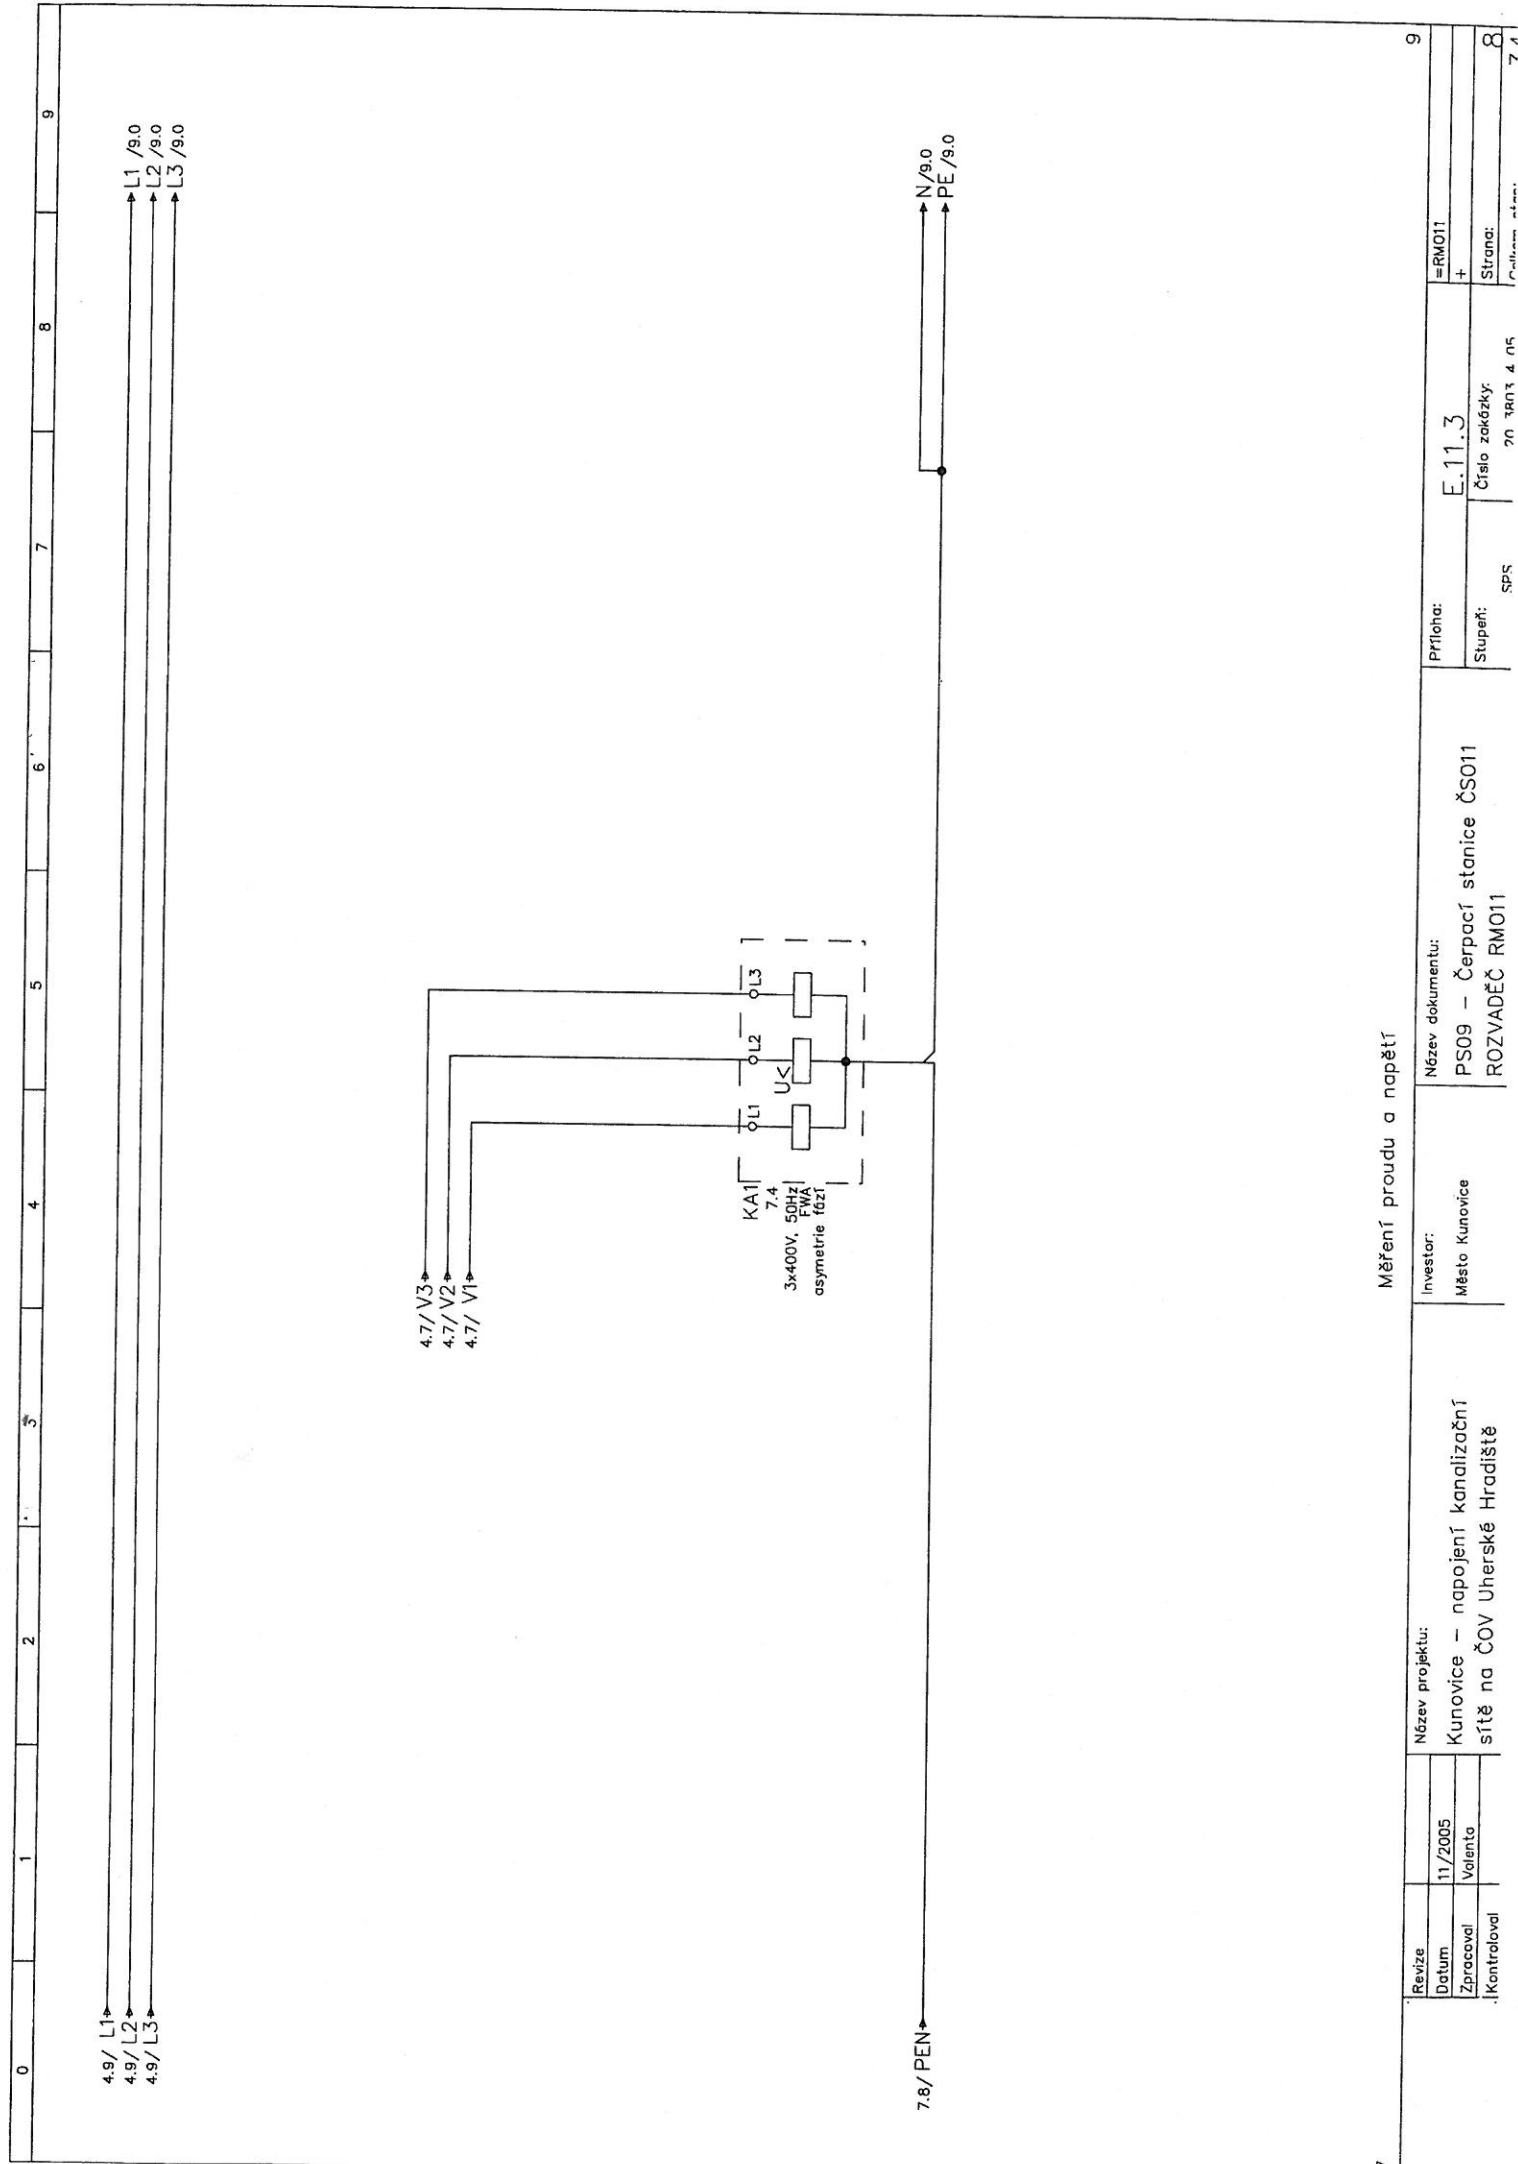 0 1 2 3 4 5 6 7 8 9
4.9/ L1
4.9/ L2
4.9/ L3
L1 /9.0
L2 /9.0
L3 /9.0
4.7/ V3
4.7/ V2
4.7/ V1
KA1
7.4
3x400V, 50Hz
FWA
asymetrie fází
L1
L2
L3
U<
7.8/ PEN
N/9.0
PE/9.0
Měření proudu a napětí
9
Revize
Datum 11/2005
Zpracoval Valenta
Kontroloval
Název projektu:
Kunovice – napojení kanalizační
sítě na ČOV Uherské Hradiště
Investor:
Město Kunovice
Název dokumentu:
PS09 – Čerpací stanice ČS011
ROZVADĚČ RM011
Příloha:
E.11.3
Stupeň:
SPS
Číslo zakázky:
20 3803 4 05
=RM011
+
Strana:
8